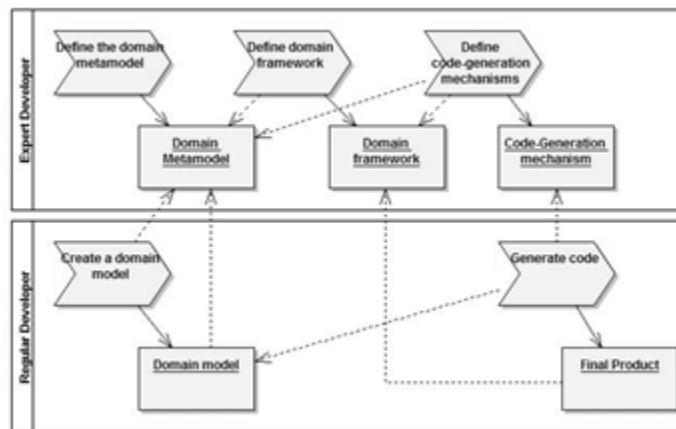 Expert Developer
Define the domain
metamodel
Define domain
framework
Define
code-generation
mechanisms
Domain
Metamodel
Domain
framework
Code-Generation
mechanism
Regular Developer
Create a domain
model
Generate code
Domain model
Final Product